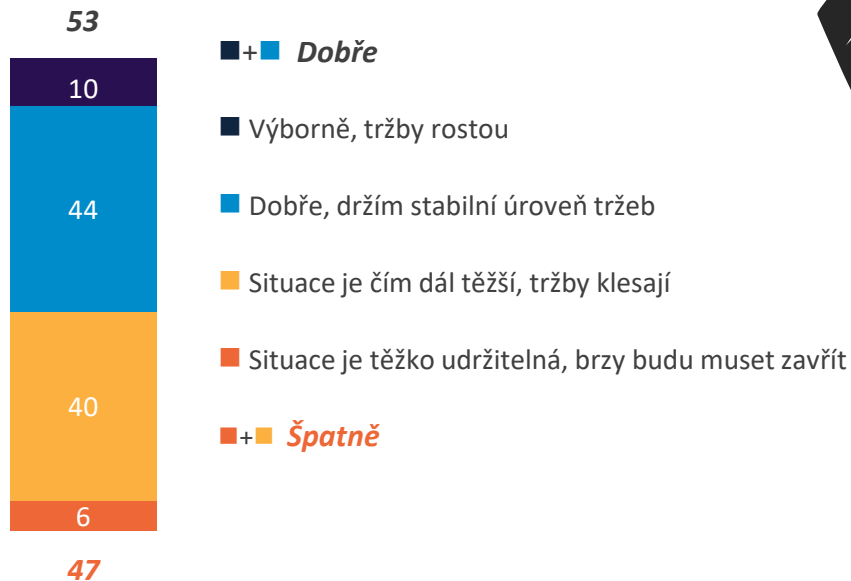 53
■+■ Dobře
10
■ Výborně, tržby rostou
44
■ Dobře, držím stabilní úroveň tržeb
■ Situace je čím dál těžší, tržby klesají
■ Situace je těžko udržitelná, brzy budu muset zavřít
40
■+■ Špatně
6
47